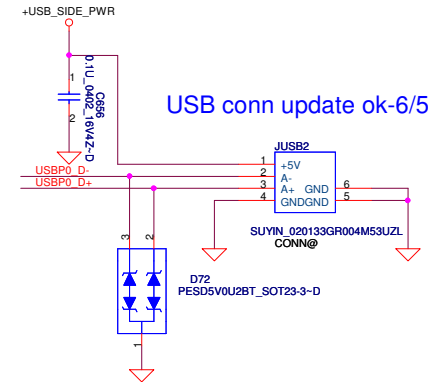 +USB_SIDE_PWR
1
2
0.1U_0402_16V4Z~D
C656
USB conn update ok-6/5
USBP0_D-
USBP0_D+
JUSB2
1
2
3
4
+5V
A-
A+ GND
GNDGND
6
5
SUYIN_020133GR004M53UZL
CONN@
3
2
D72
PESD5V0U2BT_SOT23-3~D
1